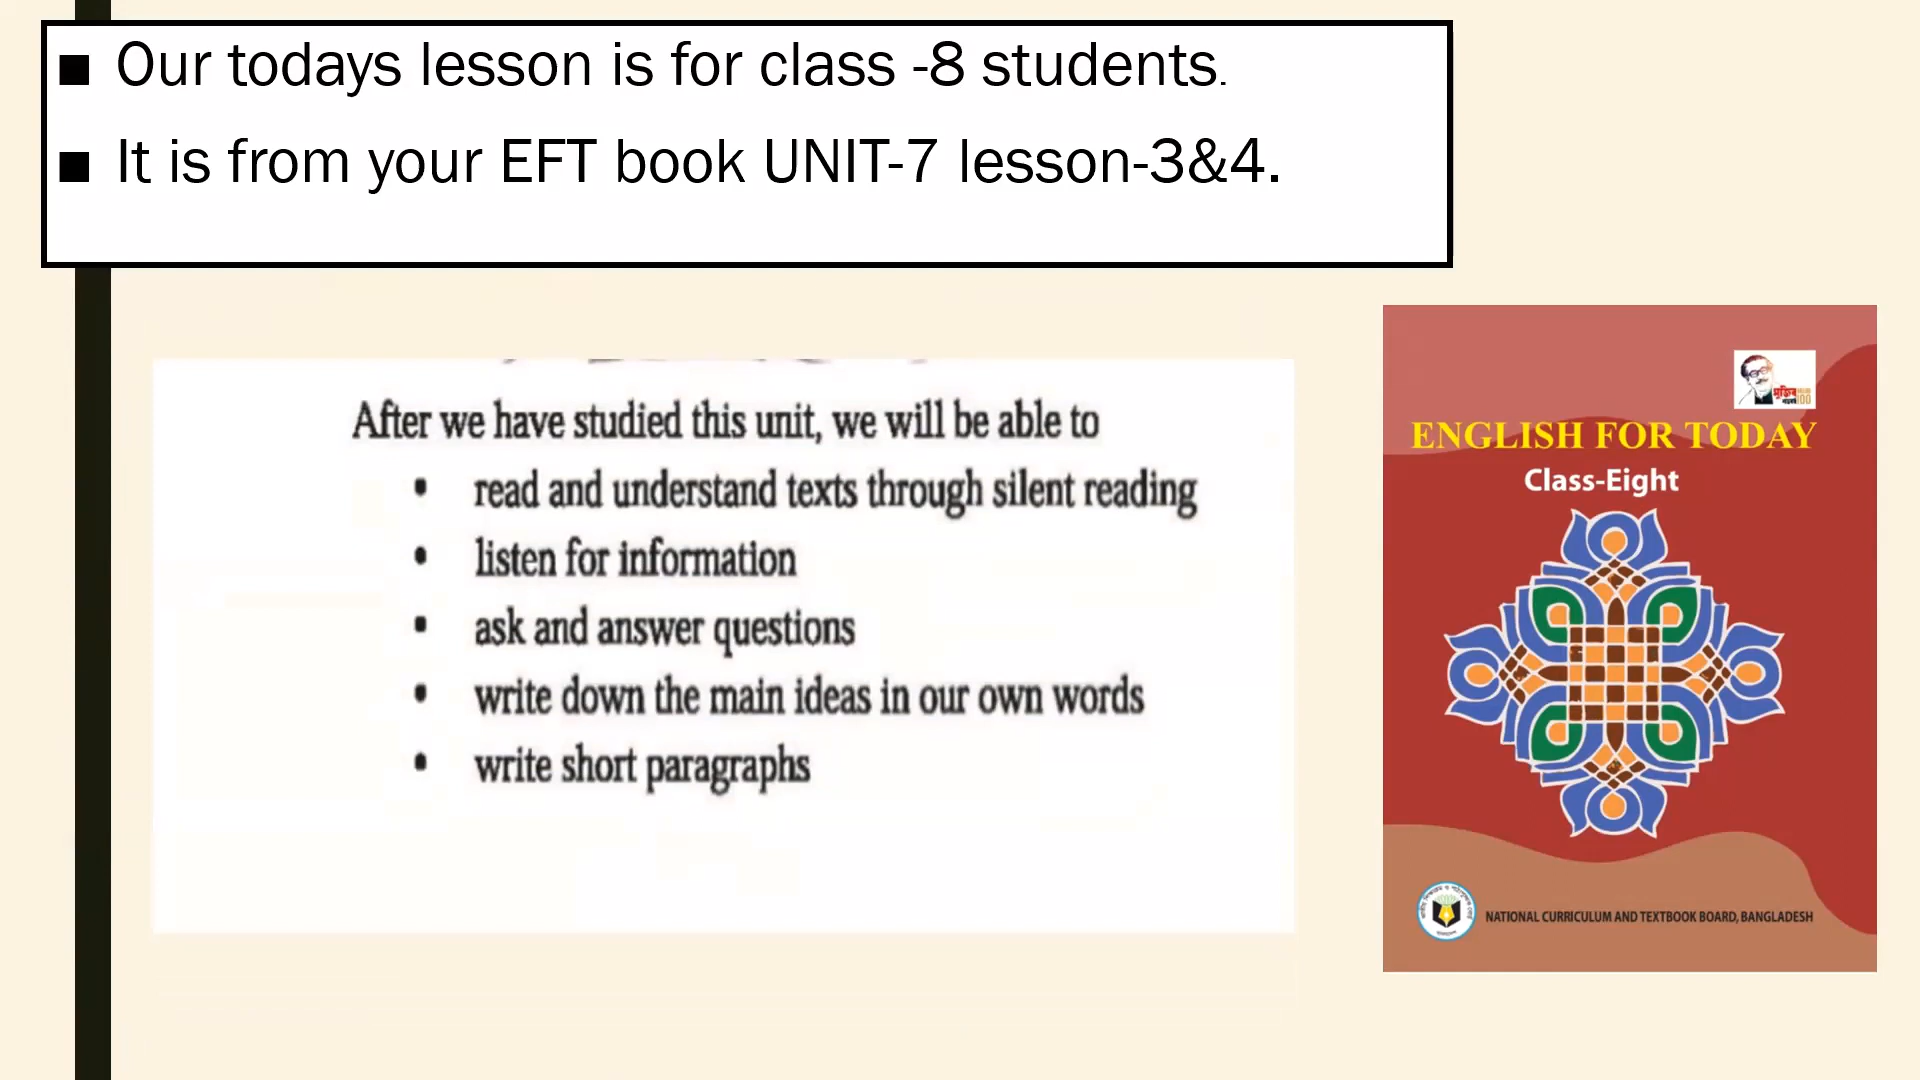 ■ Our todays lesson is for class -8 students.
■ It is from your EFT book UNIT-7 lesson-3&4.
After we have studied this unit, we will be able to
• read and understand texts through silent reading
• listen for information
• ask and answer questions
• write down the main ideas in our own words
• write short paragraphs
ENGLISH FOR TODAY
Class-Eight
NATIONAL CURRICULUM AND TEXTBOOK BOARD, BANGLADESH